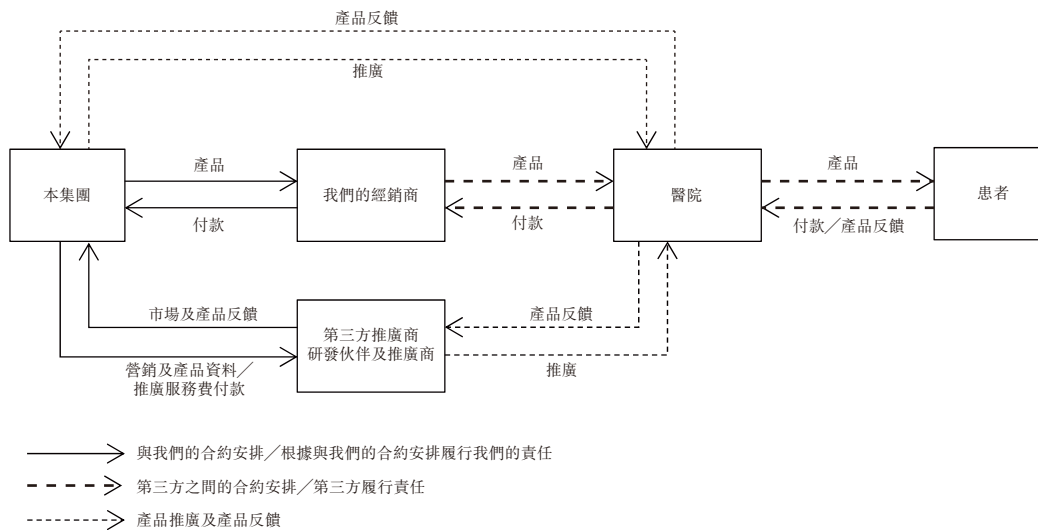 產品反饋
推廣
本集團
產品
付款
我們的經銷商
產品
付款
醫院
產品
付款／產品反饋
患者
市場及產品反饋
營銷及產品資料／
推廣服務費付款
第三方推廣商
研發伙伴及推廣商
產品反饋
推廣
與我們的合約安排／根據與我們的合約安排履行我們的責任
第三方之間的合約安排／第三方履行責任
產品推廣及產品反饋